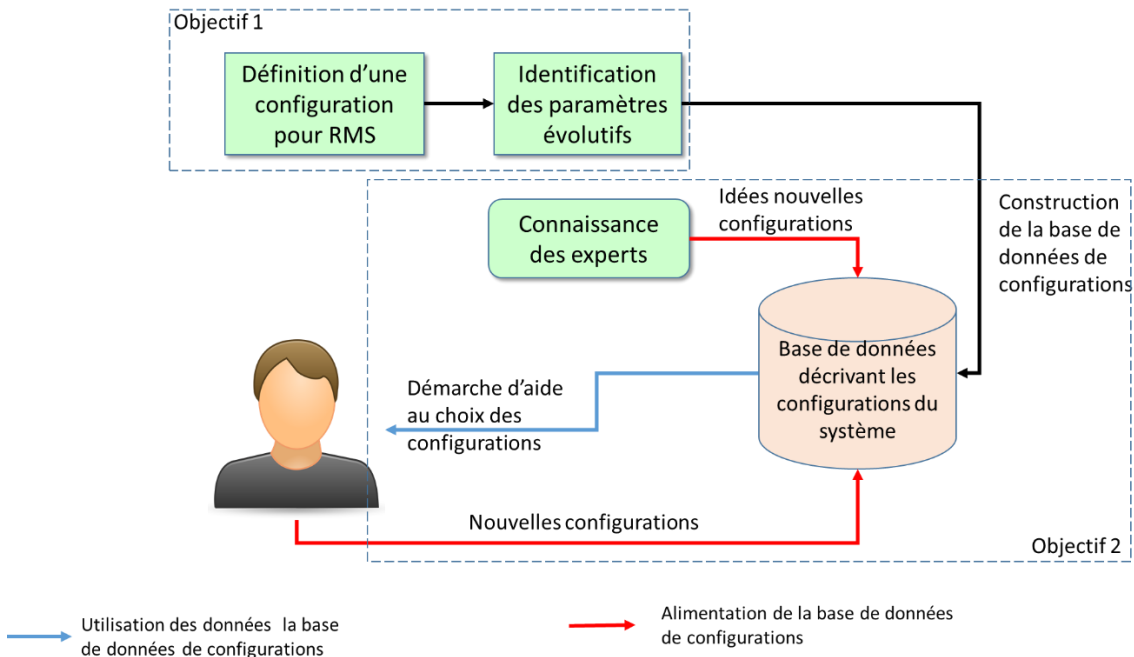 Objectif 1
Définition d'une
configuration
pour RMS
Identification
des paramètres
évolutifs
Connaissance
des experts
Idées nouvelles
configurations
Construction
de la base de
données de
configurations
Base de données
décrivant les
configurations du
système
Démarche d'aide
au choix des
configurations
Nouvelles configurations
Objectif 2
Utilisation des données la base
de données de configurations
Alimentation de la base de données
de configurations